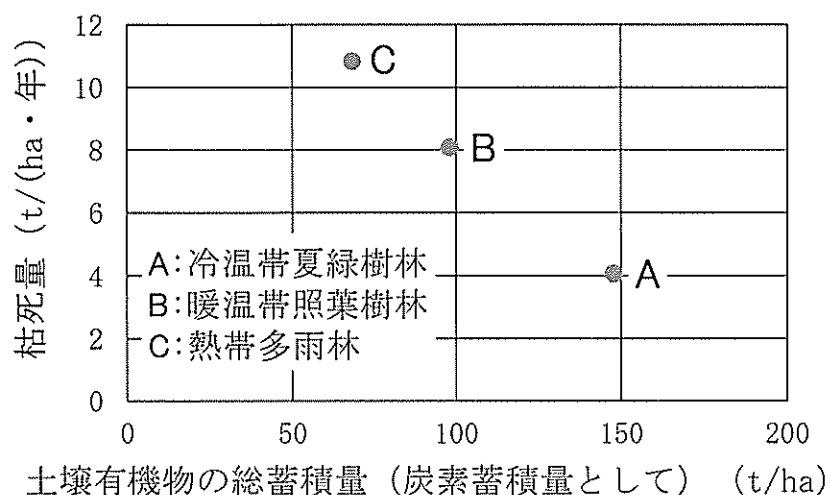 枯死量 (t/(ha・年))
12
10
8
6
4
2
0
C
B
A
A:冷温帯夏緑樹林
B:暖温帯照葉樹林
C:熱帯多雨林
0 50 100 150 200
土壌有機物の総蓄積量 (炭素蓄積量として) (t/ha)